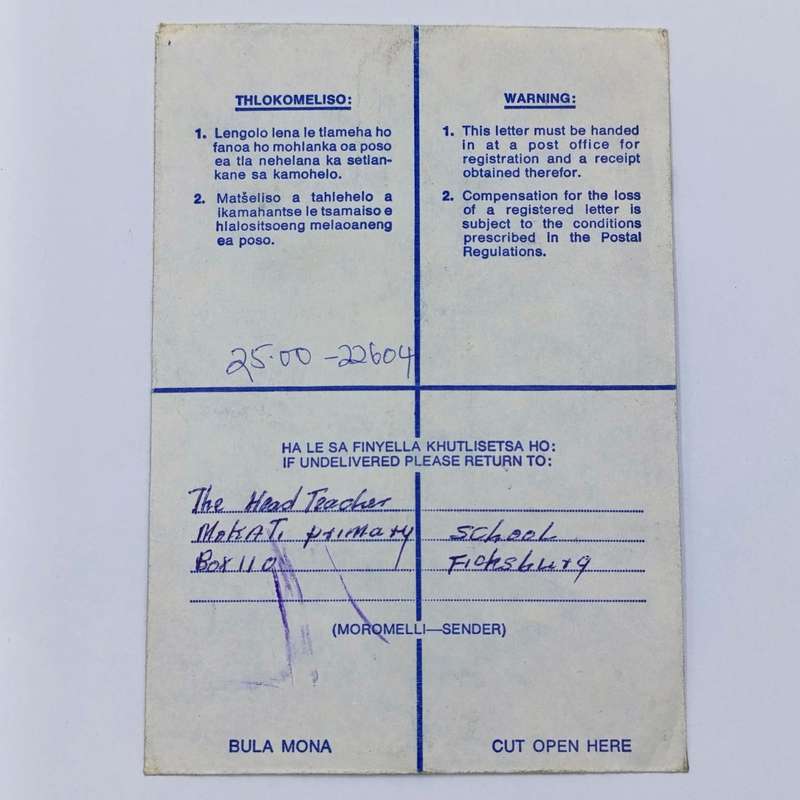 THLOKOMELISO:
1. Lengolo lena le tlameha ho
fanoa ho mohlanka oa poso
ea tla nehelana ka setlan-
kane sa kamohelo.
2. Matšeliso a tahlehelo a
ikamahantse le tsamaiso e
hlalositsoeng melaoaneng
ea poso.
WARNING:
1. This letter must be handed
in at a post office for
registration and a receipt
obtained therefor.
2. Compensation for the loss
of a registered letter is
subject to the conditions
prescribed in the Postal
Regulations.
25.00 - 22604
HA LE SA FINYELLA KHUTLISETSA HO:
IF UNDELIVERED PLEASE RETURN TO:
The Head Teacher
MOKATI primary SCHOOL
Box 110 Ficksburg
(MOROMELLI—SENDER)
BULA MONA CUT OPEN HERE